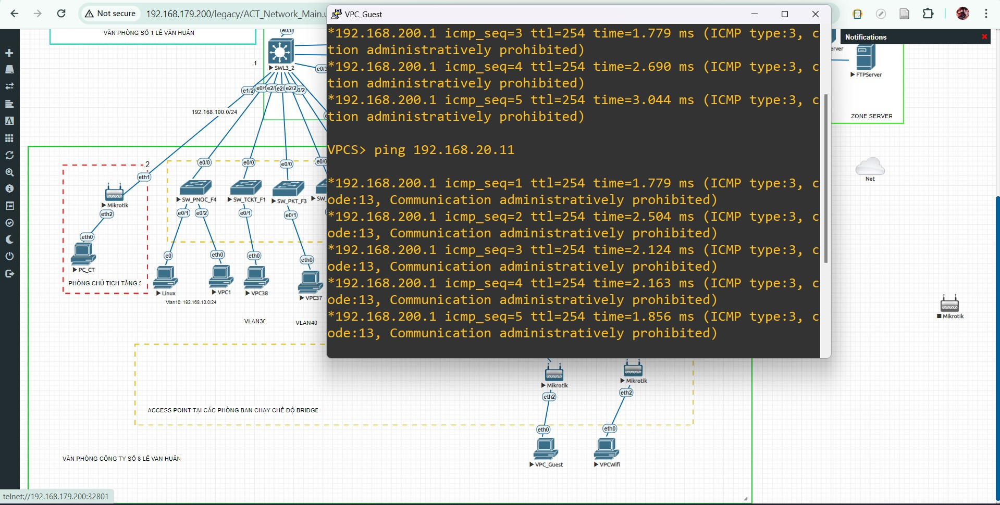 Not secure
192.168.179.200/legacy/ACT_Network_Main.u
VPC_Guest
VĂN PHÒNG SỐ 1 LÊ VĂN HUÂN
e0/0
.1
SWL3_2
e0/3
e1/2
e0/1
e2/
e2/
e2/2
0/2
192.168.100.0/24
*192.168.200.1 icmp_seq=3 ttl=254 time=1.779 ms (ICMP type:3, c
tion administratively prohibited)
*192.168.200.1 icmp_seq=4 ttl=254 time=2.690 ms (ICMP type:3, c
tion administratively prohibited)
*192.168.200.1 icmp_seq=5 ttl=254 time=3.044 ms (ICMP type:3, c
tion administratively prohibited)
VPCS> ping 192.168.20.11
*192.168.200.1 icmp_seq=1 ttl=254 time=1.779 ms (ICMP type:3, c
ode:13, Communication administratively prohibited)
*192.168.200.1 icmp_seq=2 ttl=254 time=2.504 ms (ICMP type:3, c
ode:13, Communication administratively prohibited)
*192.168.200.1 icmp_seq=3 ttl=254 time=2.124 ms (ICMP type:3, c
ode:13, Communication administratively prohibited)
*192.168.200.1 icmp_seq=4 ttl=254 time=2.163 ms (ICMP type:3, c
ode:13, Communication administratively prohibited)
*192.168.200.1 icmp_seq=5 ttl=254 time=1.856 ms (ICMP type:3, c
ode:13, Communication administratively prohibited)
Notifications
erver
FTPServer
ZONE SERVER
Net
Mikrotik
.2
eth1
Mikrotik
eth2
eth0
PC_CT
PHÒNG CHỦ TỊCH TẦNG 5
e0/0
e0/0
e0/0
e0/0
SW_PNOC_F4
SW_TCKT_F1
SW_PKT_F3
SW_
e0/1
e0/2
e0/1
e0/1
e0
eth0
eth0
eth0
Linux
VPC1
VPC38
VPC37
Vlan10: 192.168.10.0/24
VLAN30
VLAN40
Mikrotik
Mikrotik
eth2
eth2
ACCESS POINT TẠI CÁC PHÒNG BAN CHẠY CHẾ ĐỘ BRIDGE
eth0
eth0
VPC_Guest
VPCWifi
VĂN PHÒNG CÔNG TY SỐ 8 LÊ VAN HUÂN
telnet://192.168.179.200:32801